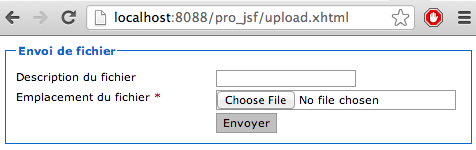 localhost:8088/pro_jsf/upload.xhtml
Envoi de fichier
Description du fichier
Emplacement du fichier * Choose File No file chosen
Envoyer